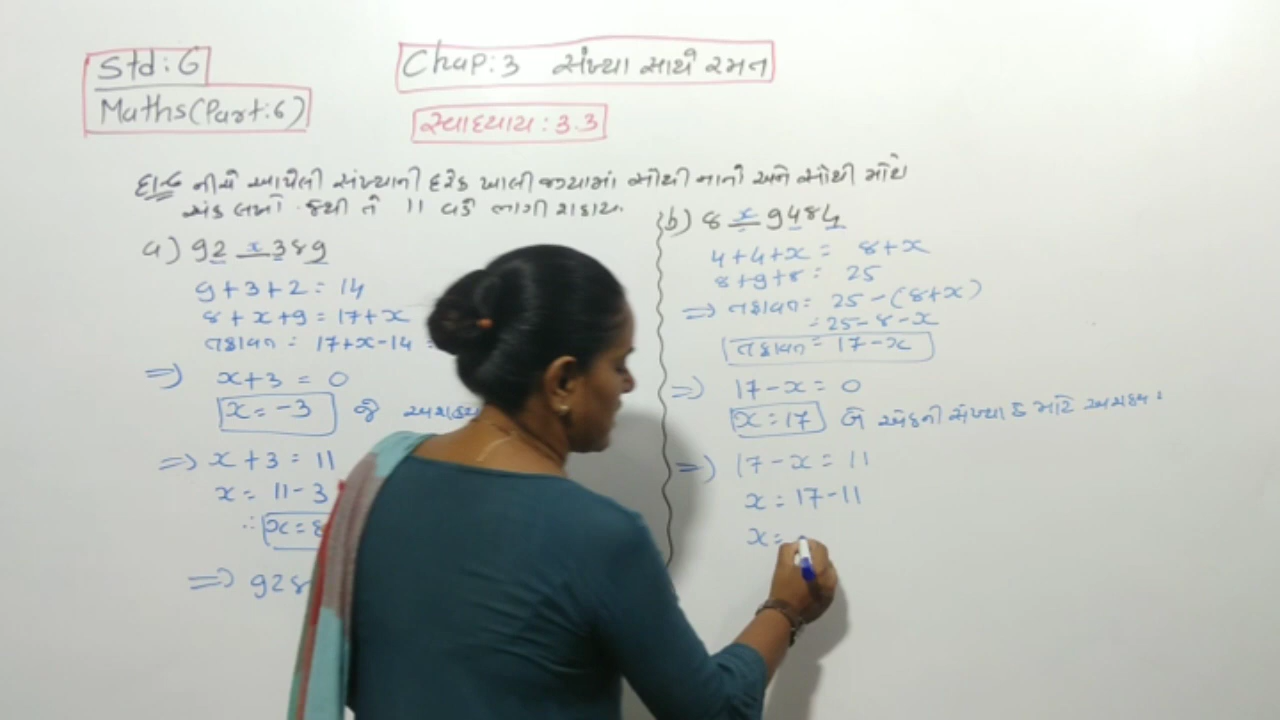 Std:6
Maths(Part:6)
Chap:3 સંખ્યા સાથે રમત
સ્વાધ્યાય : ૩.૩
દા-૬ નીચે આપેલી સંખ્યાની દરેક ખાલી જગ્યામાં સૌથી નાનો અને સૌથી મોટો
અંક લખો જેથી તે 11 વડે ભાગી શકાય.
a) 92 x 389
9+3+2=14
8+x+9=17+x
તફાવત = 17+x-14 =
=> x+3 = 0
x=-3 જે
=> x+3=11
x= 11-3
∴ x=8
=> 928
(b) 8 x 9484
4+4+x= 8+x
8+9+8= 25
=> તફાવત= 25-(8+x)
=25-8-x
તફાવત= 17-x
=> 17-x=0
x=17 બે અંકની સંખ્યા છે માટે અશક્ય.
=> 17-x=11
x=17-11
x=